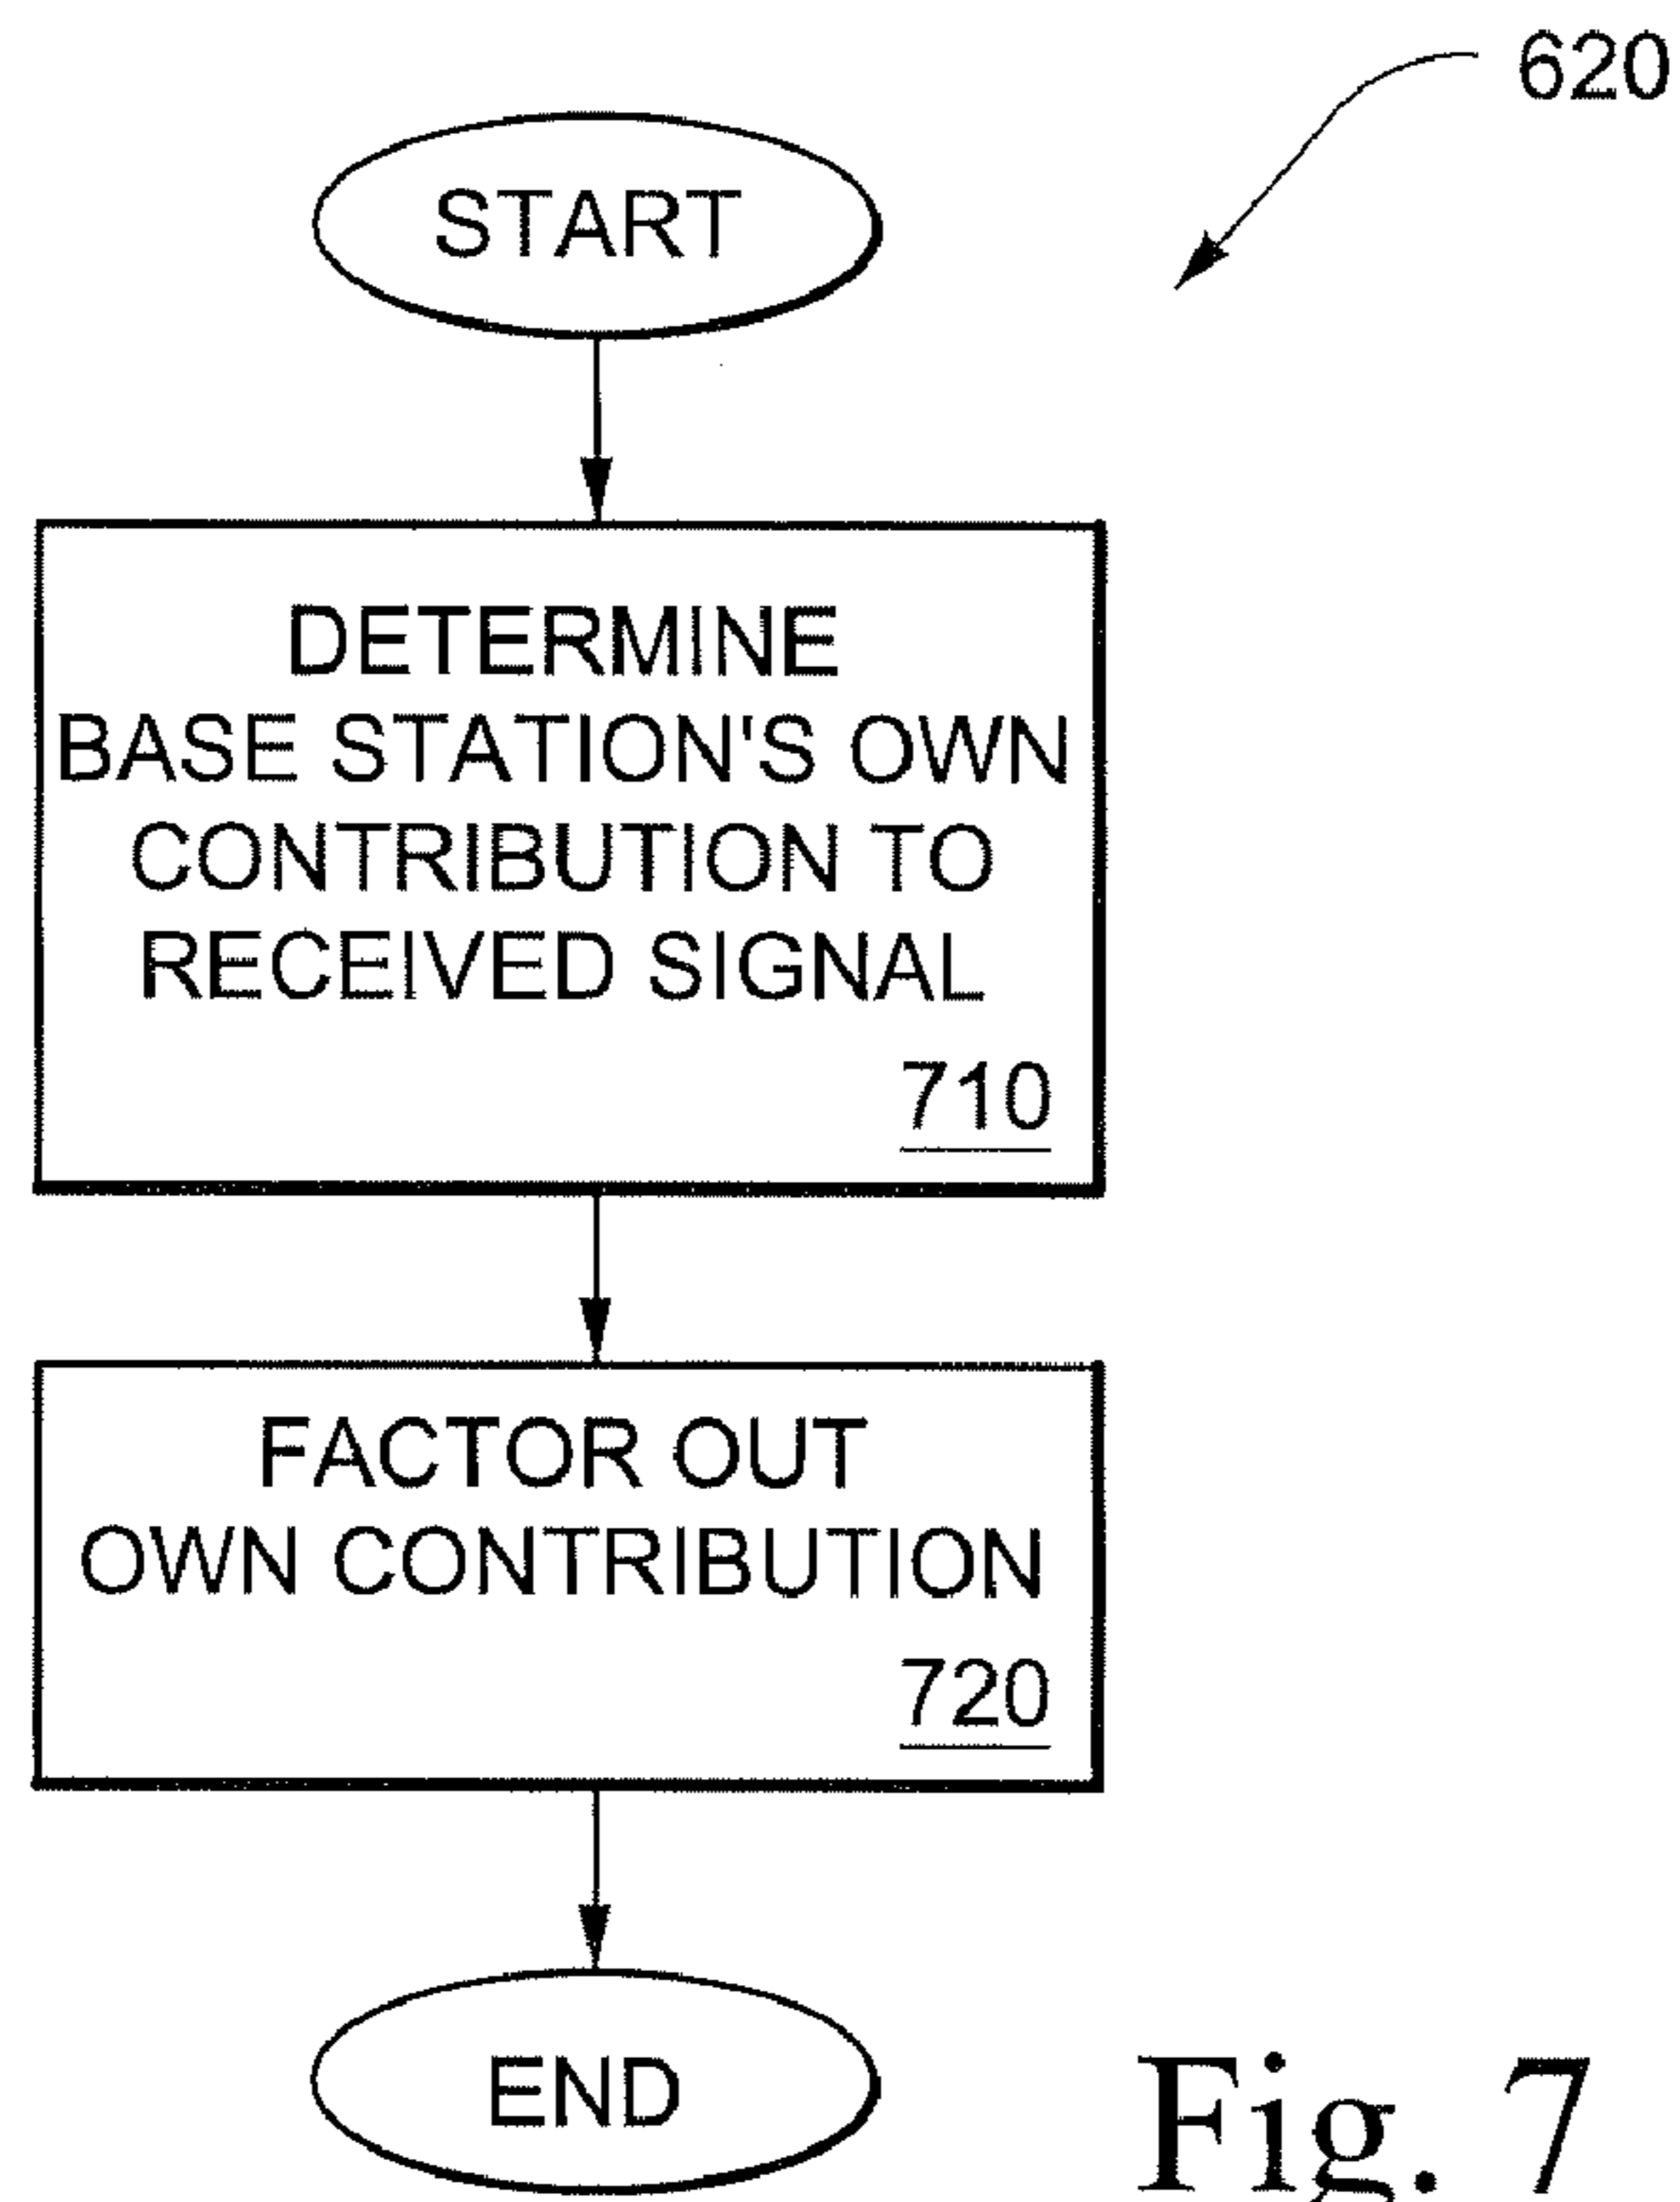 620
START
DETERMINE
BASE STATION'S OWN
CONTRIBUTION TO
RECEIVED SIGNAL
710
FACTOR OUT
OWN CONTRIBUTION
720
END
Fig. 7